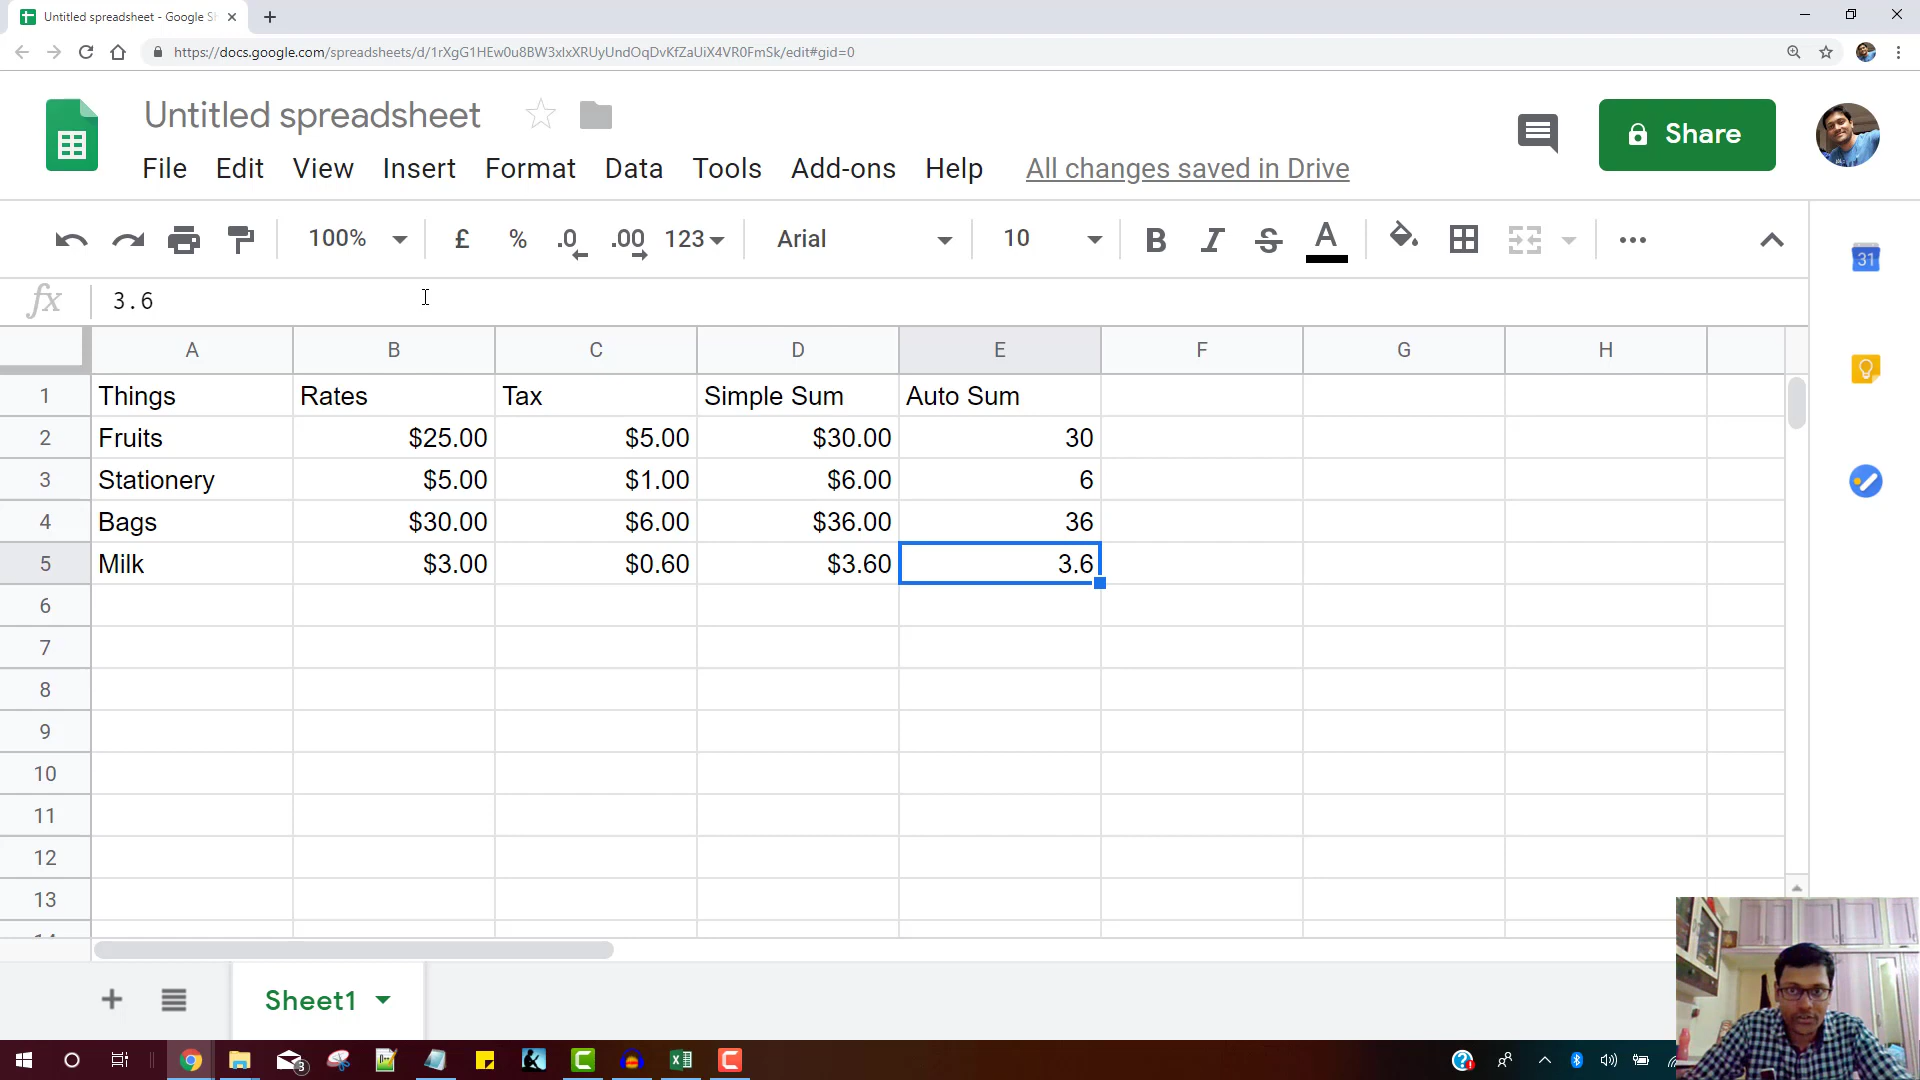 Untitled spreadsheet - Google Sh
https://docs.google.com/spreadsheets/d/1rXgG1HEw0u8BW3xlxXRUyUndOqDvKfZaUiX4VR0FmSk/edit#gid=0
Untitled spreadsheet
Share
File Edit View Insert Format Data Tools Add-ons Help All changes saved in Drive
100% £ % .0 .00 123 Arial 10 B I S A
31
fx 3.6
A B C D E F G H
1 Things Rates Tax Simple Sum Auto Sum
2 Fruits $25.00 $5.00 $30.00 30
3 Stationery $5.00 $1.00 $6.00 6
4 Bags $30.00 $6.00 $36.00 36
5 Milk $3.00 $0.60 $3.60 3.6
6
7
8
9
10
11
12
13
Sheet1
3